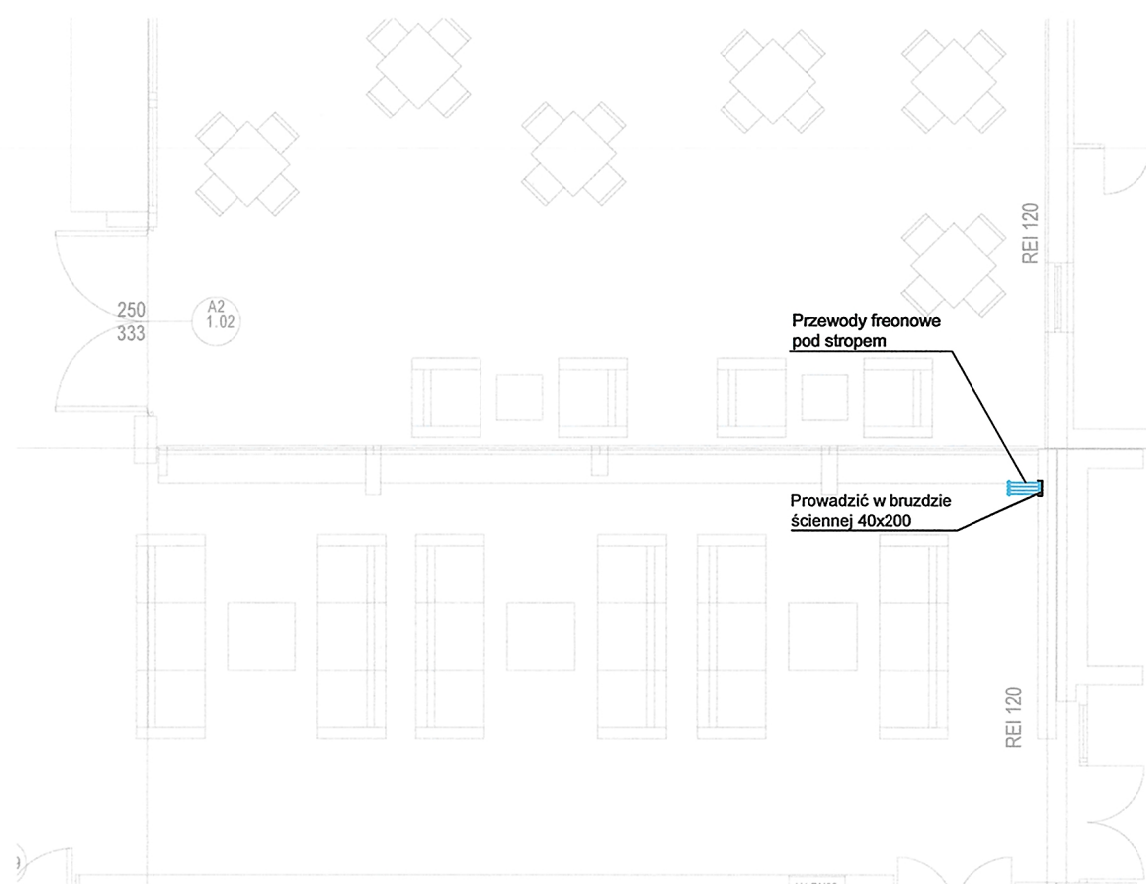 REI 120
250
333
A2
1.02
Przewody freonowe
pod stropem
Prowadzić w bruzdzie
ściennej 40x200
REI 120